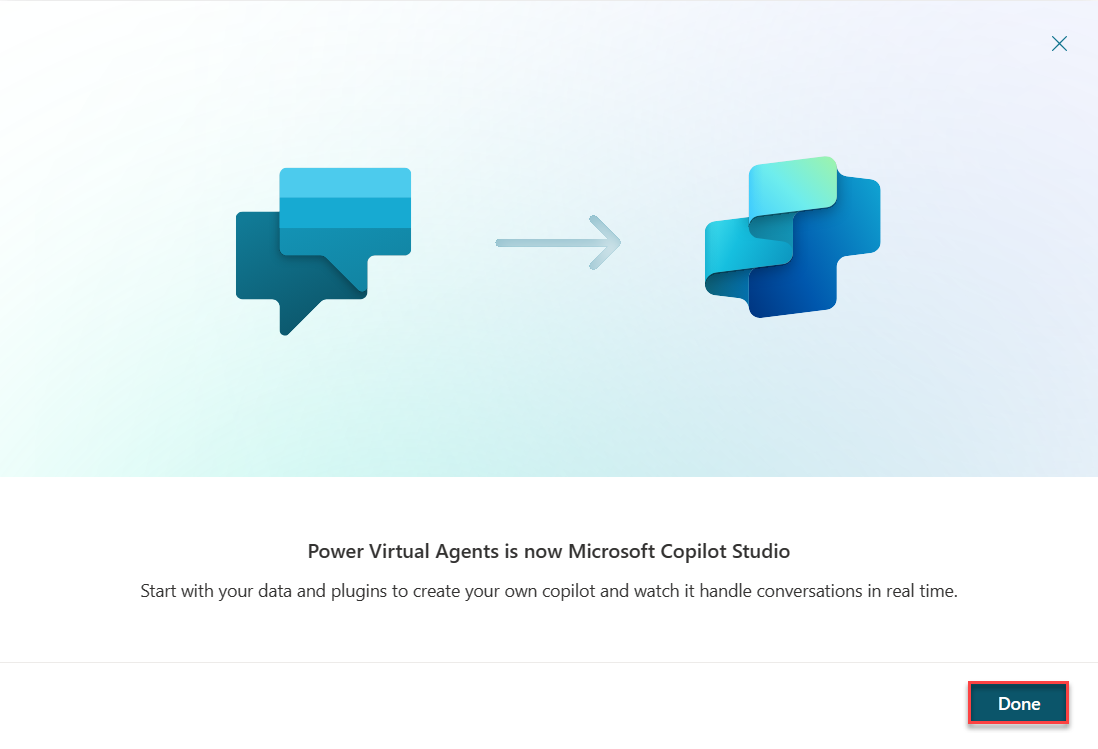 Power Virtual Agents is now Microsoft Copilot Studio
Start with your data and plugins to create your own copilot and watch it handle conversations in real time.
Done